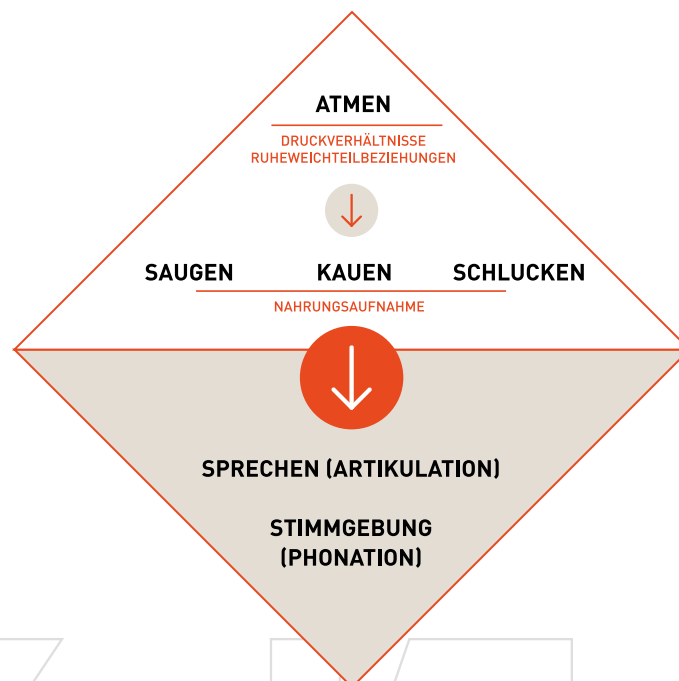 ATMEN
DRUCKVERHÄLTNISSE
RUHEWEICHTEILBEZIEHUNGEN
SAUGEN KAUEN SCHLUCKEN
NAHRUNGSAUFNAHME
SPRECHEN (ARTIKULATION)
STIMMGEBUNG
(PHONATION)